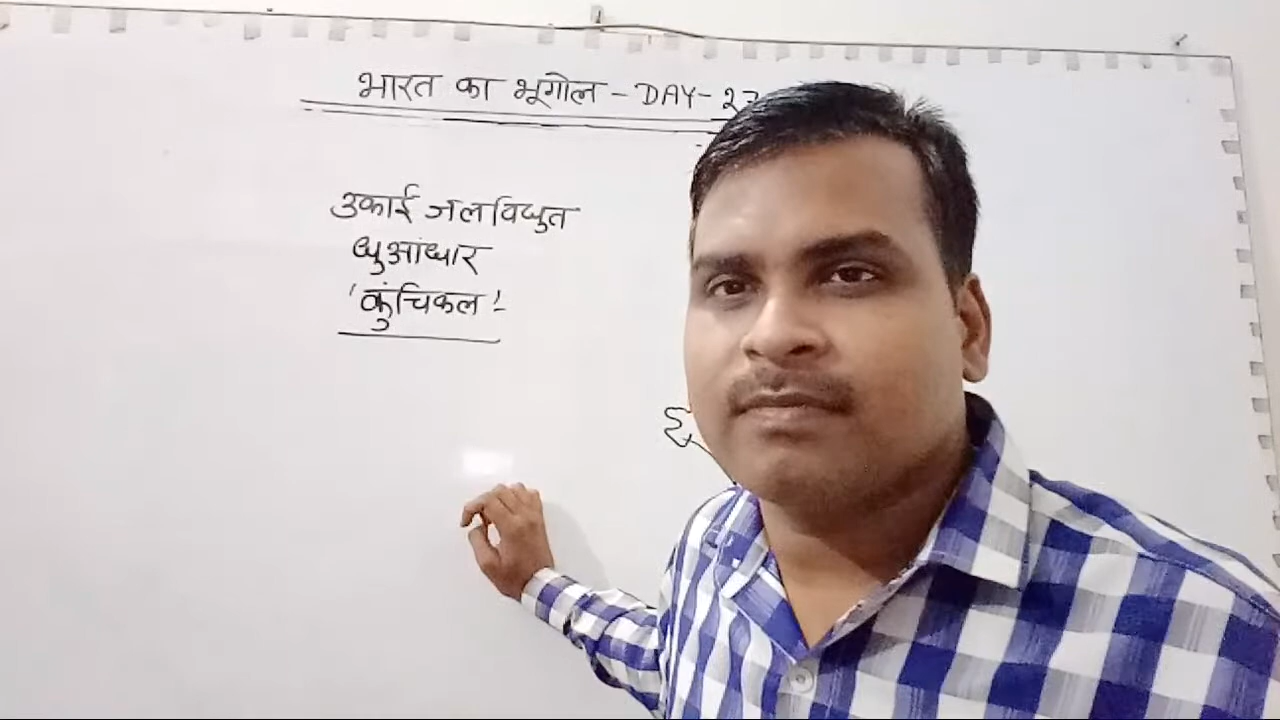 भारत का भूगोल - DAY-
उकाई जलविद्युत
धुआंधार
'कुंचिकल'-